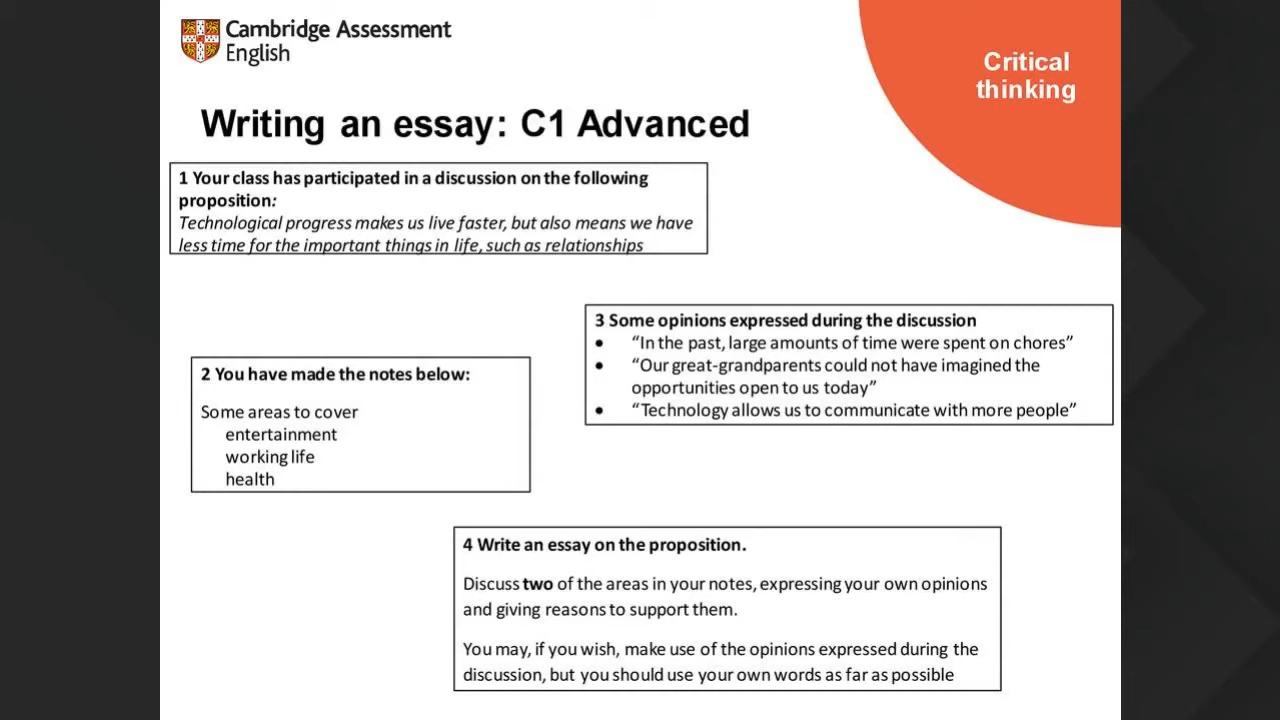 Cambridge Assessment
English
Critical
thinking
Writing an essay: C1 Advanced
1 Your class has participated in a discussion on the following
proposition:
Technological progress makes us live faster, but also means we have
less time for the important things in life, such as relationships
3 Some opinions expressed during the discussion
• “In the past, large amounts of time were spent on chores”
• “Our great-grandparents could not have imagined the
opportunities open to us today”
• “Technology allows us to communicate with more people”
2 You have made the notes below:
Some areas to cover
entertainment
working life
health
4 Write an essay on the proposition.
Discuss two of the areas in your notes, expressing your own opinions
and giving reasons to support them.
You may, if you wish, make use of the opinions expressed during the
discussion, but you should use your own words as far as possible